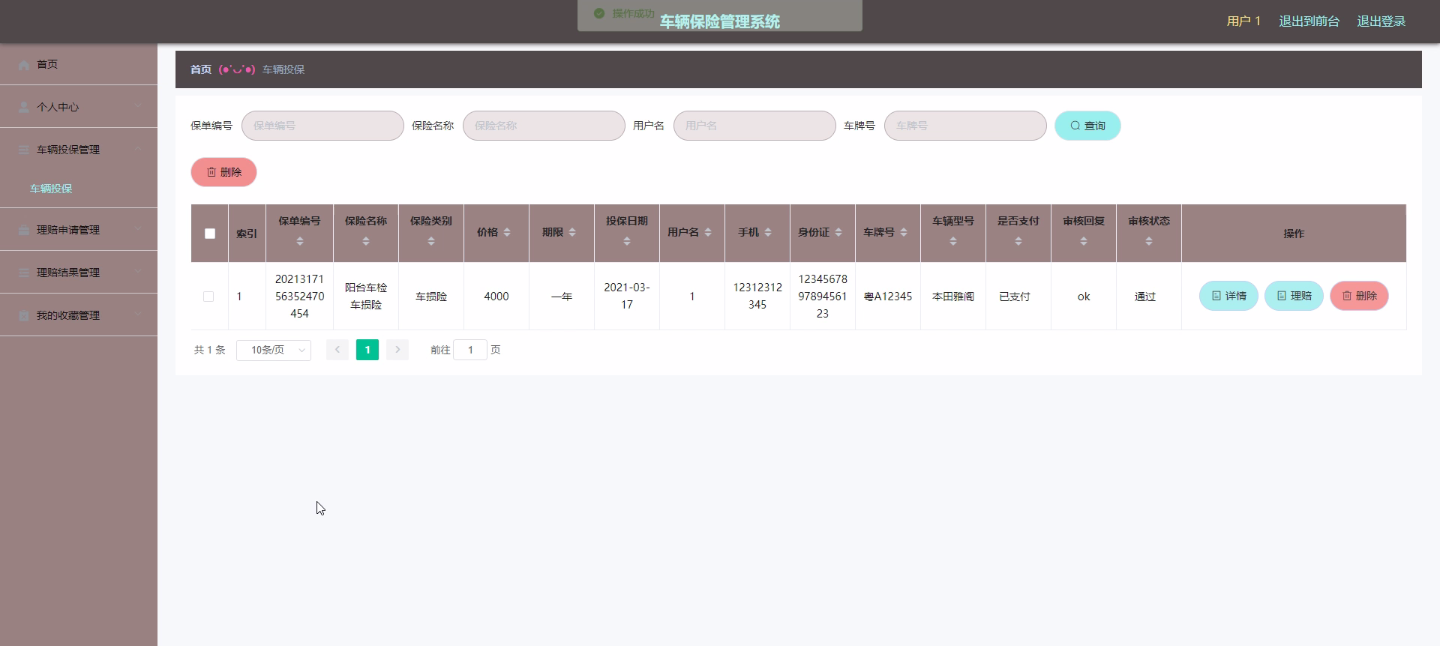 操作成功
车辆保险管理系统
用户 1 退出到前台 退出登录
首页
个人中心
车辆投保管理
车辆投保
理赔申请管理
理赔结果管理
我的收藏管理
首页 (●'◡'●) 车辆投保
保单编号 保单编号 保险名称 保险名称 用户名 用户名 车牌号 车牌号 查询
删除
索引 保单编号 保险名称 保险类别 价格 期限 投保日期 用户名 手机 身份证 车牌号 车辆型号 是否支付 审核回复 审核状态 操作
1
20213171
56352470
454
阳台车检
车损险
车损险
4000
一年
2021-03-
17
1
12312312
345
12345678
97894561
23
粤A12345
本田雅阁
已支付
ok
通过
详情 理赔 删除
共 1 条 10条/页 < 1 > 前往 1 页